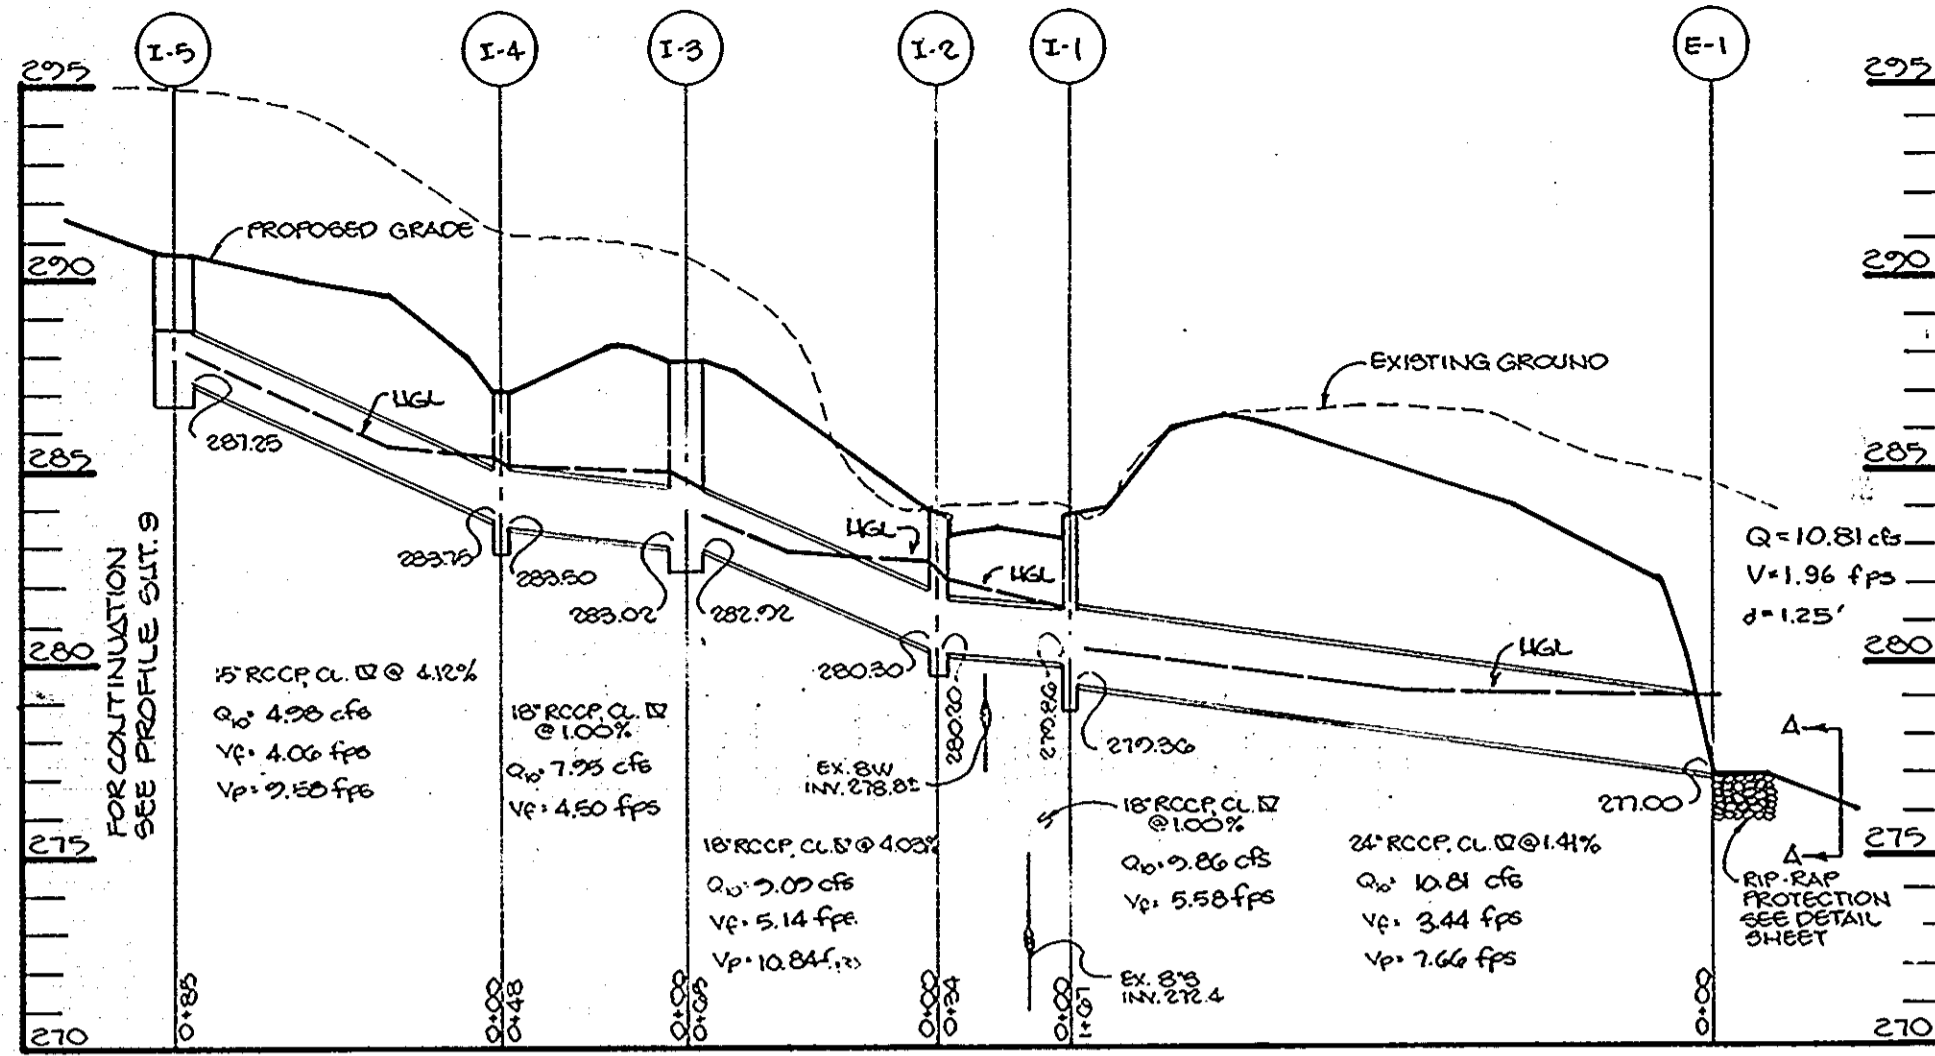 I-5
I-4
I-3
I-2
I-1
E-1
295
295
PROPOSED GRADE
290
290
EXISTING GROUND
HGL
287.25
285
285
HGL
HGL
Q = 10.81 cfs
V = 1.96 fps
d = 1.25'
283.75
283.50
283.02
282.92
FOR CONTINUATION
SEE PROFILE SHT. 9
280
280
HGL
280.30
280.20
279.86
279.36
277.00
15" RCCP, CL. IV @ 4.12%
Q10= 4.98 cfs
Vf= 4.06 fps
Vp= 9.58 fps
18" RCCP, CL. IV
@ 1.00%
Q10= 7.95 cfs
Vf= 4.50 fps
EX. 8"W
INV. 278.8±
18" RCCP, CL. IV @ 4.03%
Q10= 9.09 cfs
Vf= 5.14 fps
Vp= 10.84
18" RCCP, CL. IV
@ 1.00%
Q10= 9.86 cfs
Vf= 5.58 fps
24" RCCP, CL. IV @ 1.41%
Q10= 10.81 cfs
Vf= 3.44 fps
Vp= 7.66 fps
EX. 8"S
INV. 272.4
A
A
275
275
RIP-RAP
PROTECTION
SEE DETAIL
SHEET
0+85
0+00
0+48
0+00
0+65
0+00
0+34
0+00
1+67
0+00
270
270